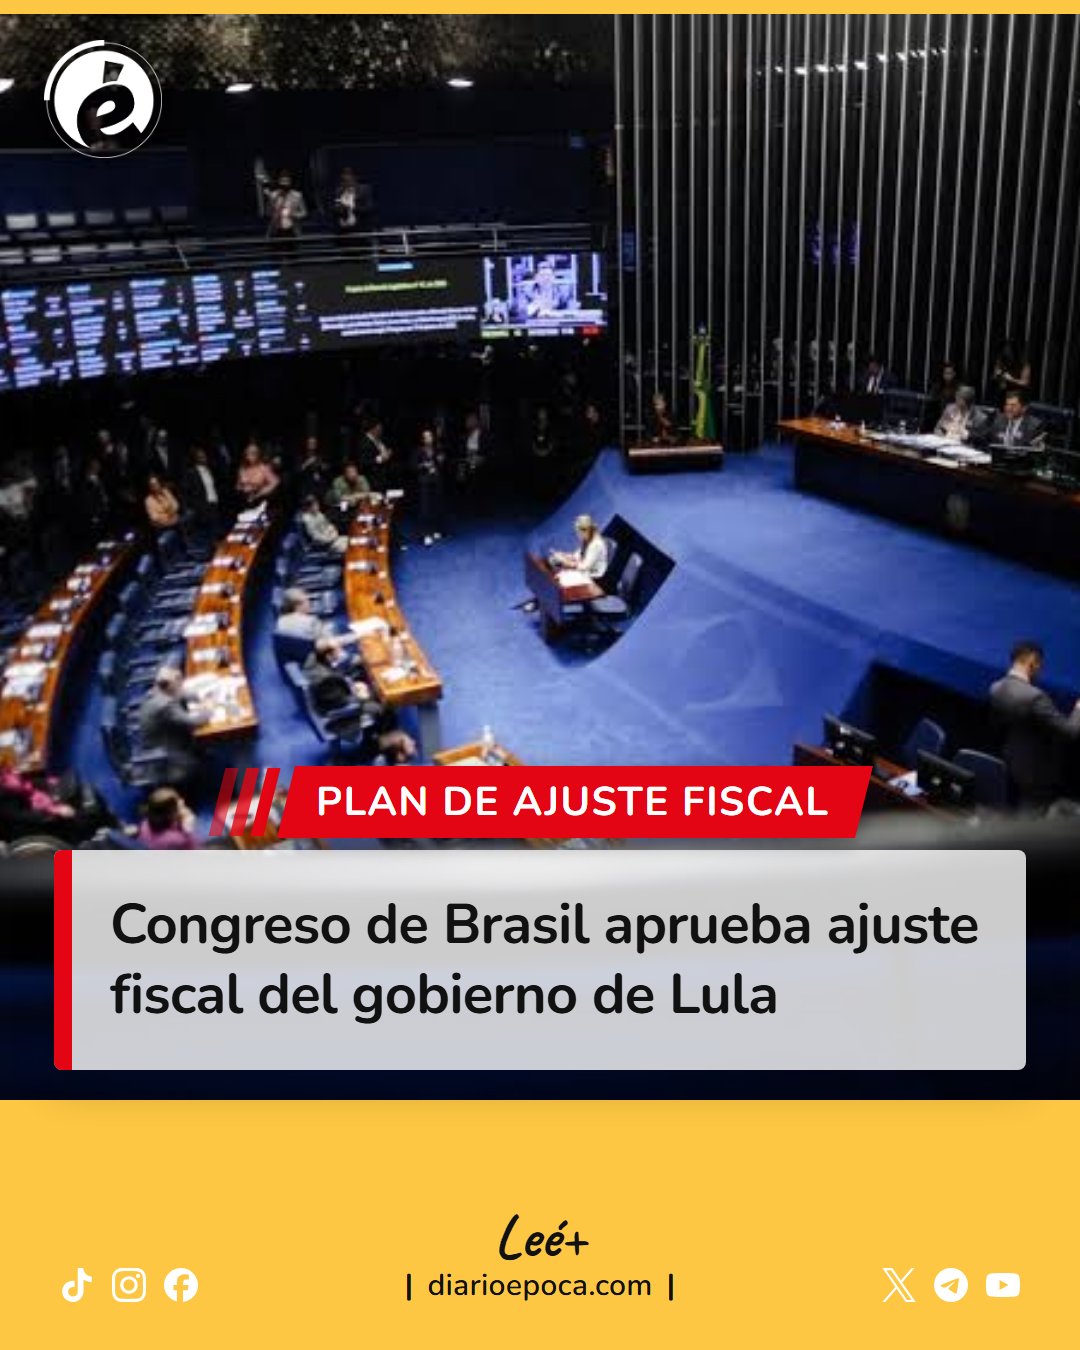 PLAN DE AJUSTE FISCAL
Congreso de Brasil aprueba ajuste
fiscal del gobierno de Lula
Leé+
| diarioepoca.com |